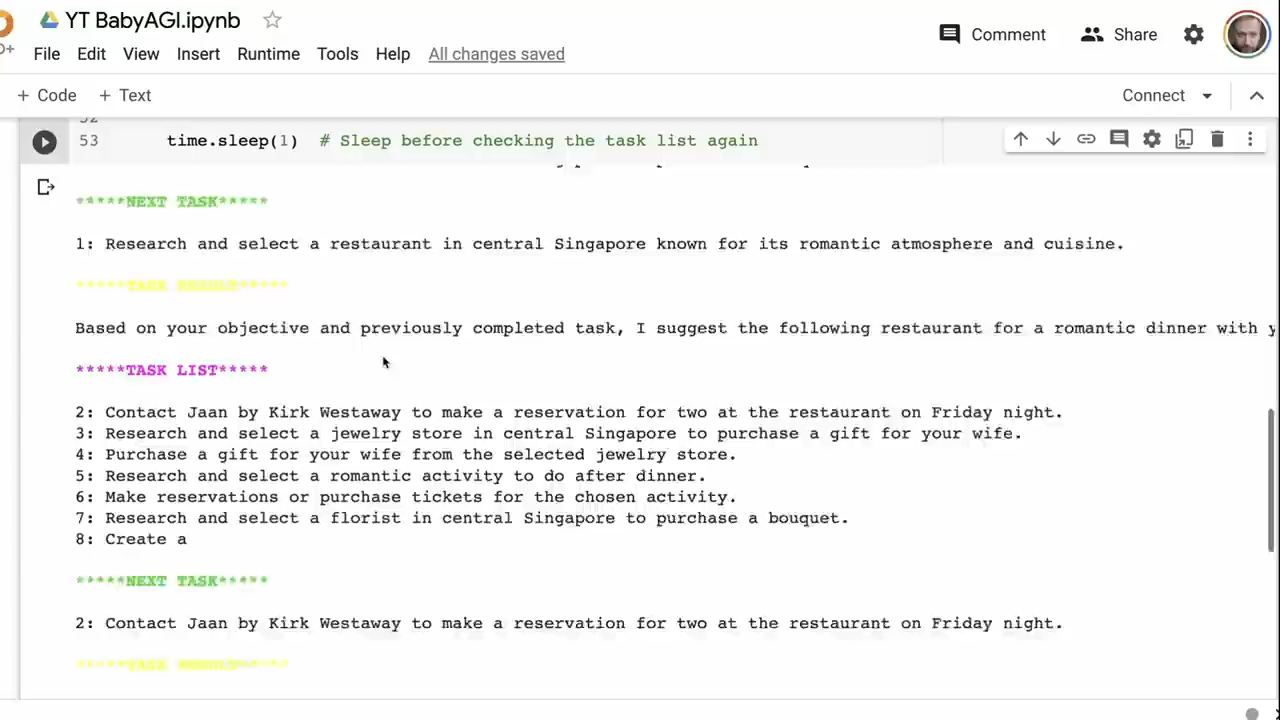 YT BabyAGI.ipynb
Comment
Share
File Edit View Insert Runtime Tools Help All changes saved
+ Code + Text
Connect
53 time.sleep(1) # Sleep before checking the task list again
*****NEXT TASK*****
1: Research and select a restaurant in central Singapore known for its romantic atmosphere and cuisine.
*****TASK RESULT*****
Based on your objective and previously completed task, I suggest the following restaurant for a romantic dinner with
*****TASK LIST*****
2: Contact Jaan by Kirk Westaway to make a reservation for two at the restaurant on Friday night.
3: Research and select a jewelry store in central Singapore to purchase a gift for your wife.
4: Purchase a gift for your wife from the selected jewelry store.
5: Research and select a romantic activity to do after dinner.
6: Make reservations or purchase tickets for the chosen activity.
7: Research and select a florist in central Singapore to purchase a bouquet.
8: Create a
*****NEXT TASK*****
2: Contact Jaan by Kirk Westaway to make a reservation for two at the restaurant on Friday night.
*****TASK RESULT*****